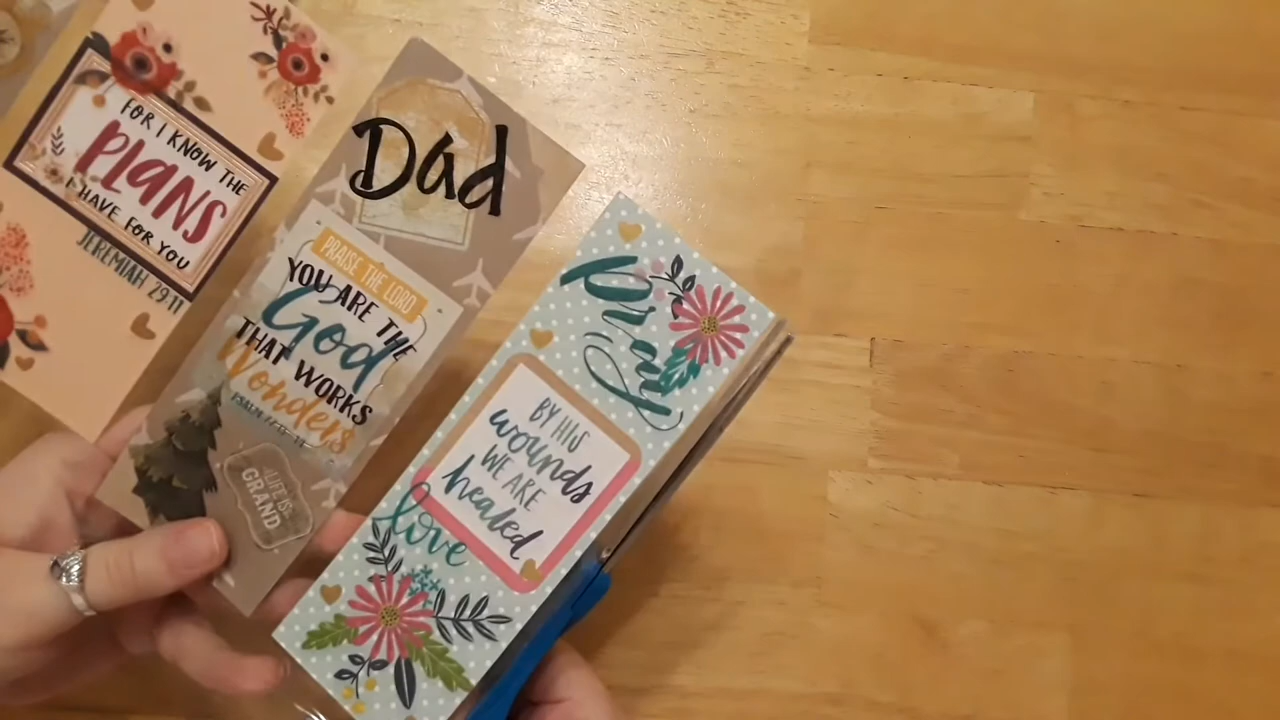 FOR I KNOW THE
PLANS
I HAVE FOR YOU
JEREMIAH 29:11
Dad
PRAISE THE LORD
YOU ARE THE
God
THAT WORKS
Wonders
LIFE IS
GRAND
pray
BY HIS
wounds
WE ARE
healed
love